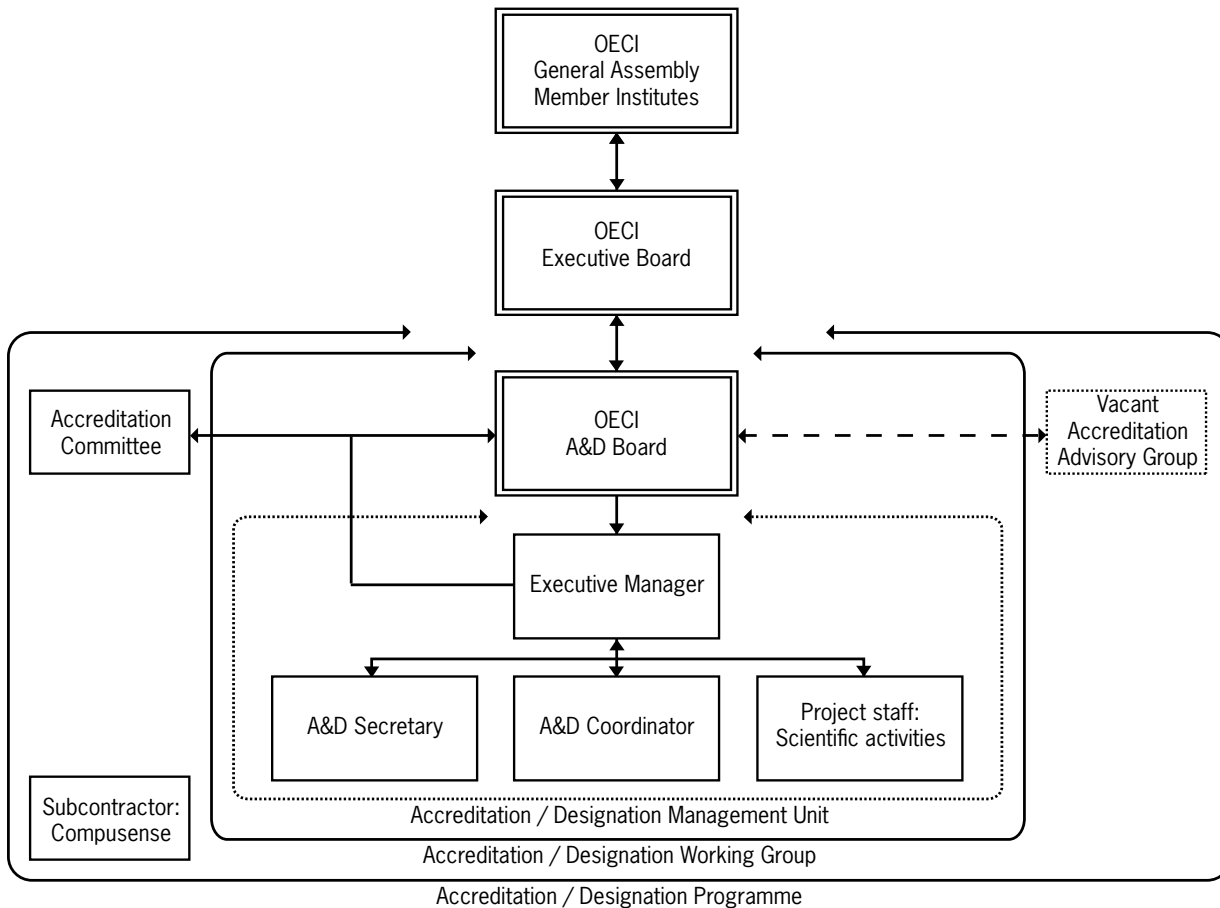 OECI
General Assembly
Member Institutes
OECI
Executive Board
Accreditation
Committee
OECI
A&D Board
Vacant
Accreditation
Advisory Group
Executive Manager
A&D Secretary
A&D Coordinator
Project staff:
Scientific activities
Subcontractor:
Compusense
Accreditation / Designation Management Unit
Accreditation / Designation Working Group
Accreditation / Designation Programme